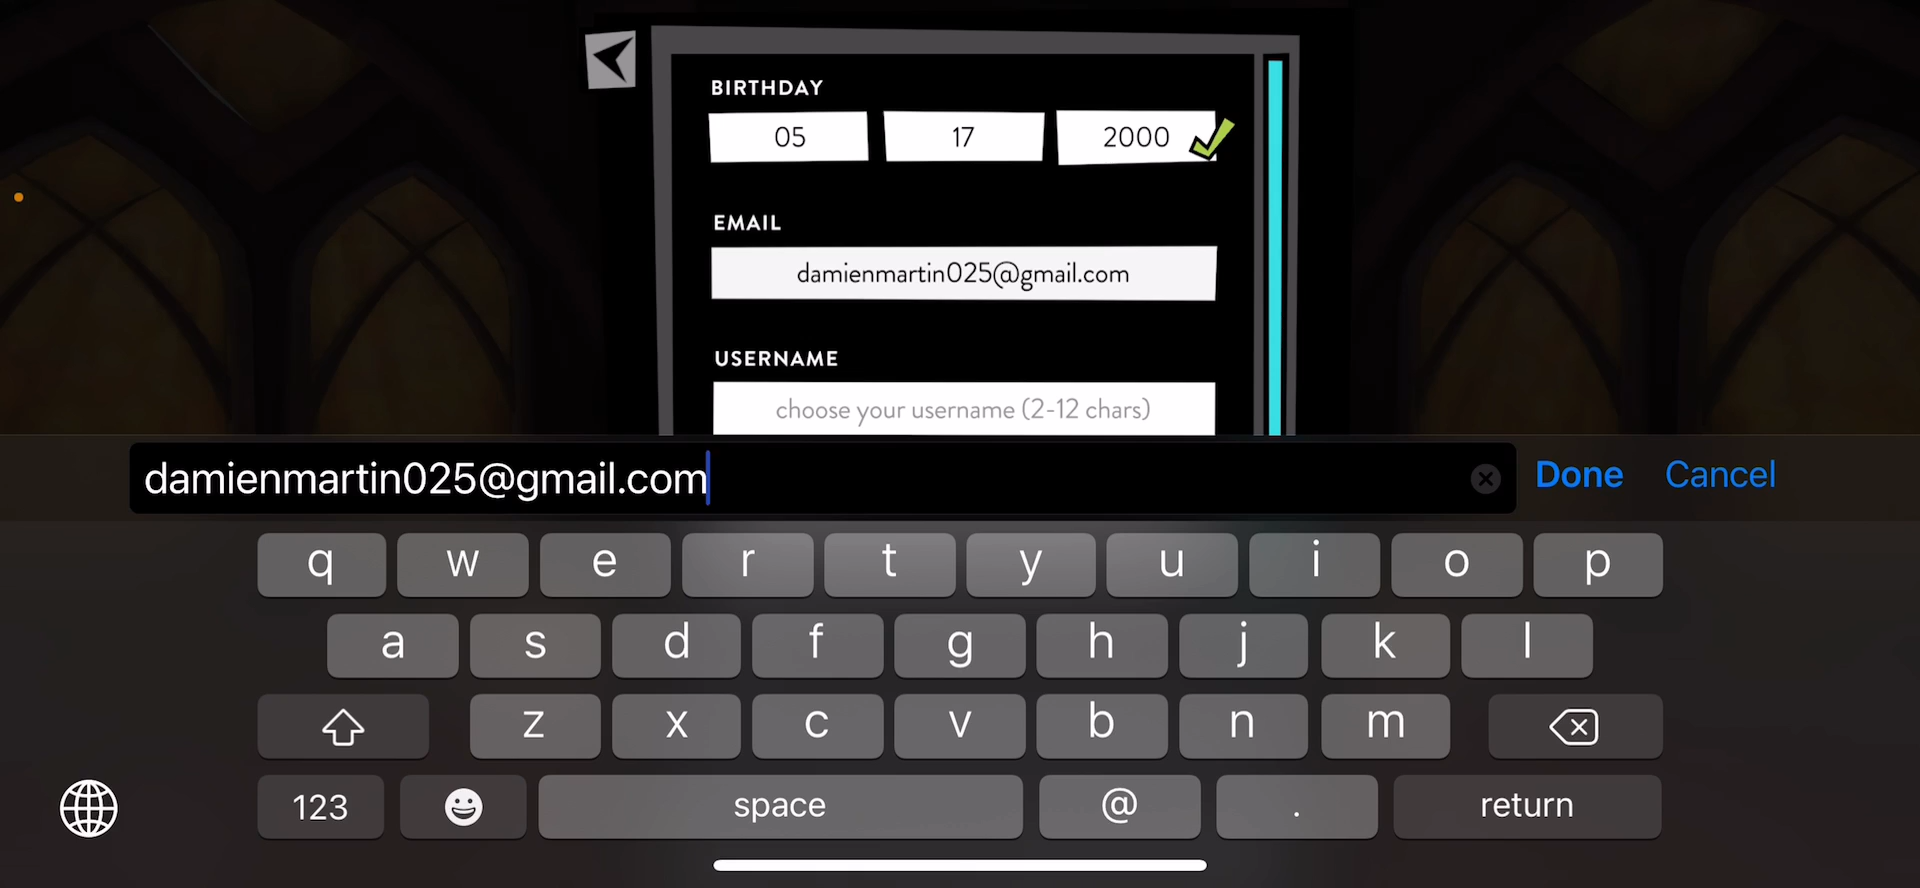 BIRTHDAY
05 17 2000
EMAIL
damienmartin025@gmail.com
USERNAME
choose your username (2-12 chars)
damienmartin025@gmail.com Done Cancel
q w e r t y u i o p
a s d f g h j k l
z x c v b n m
123 space @ . return